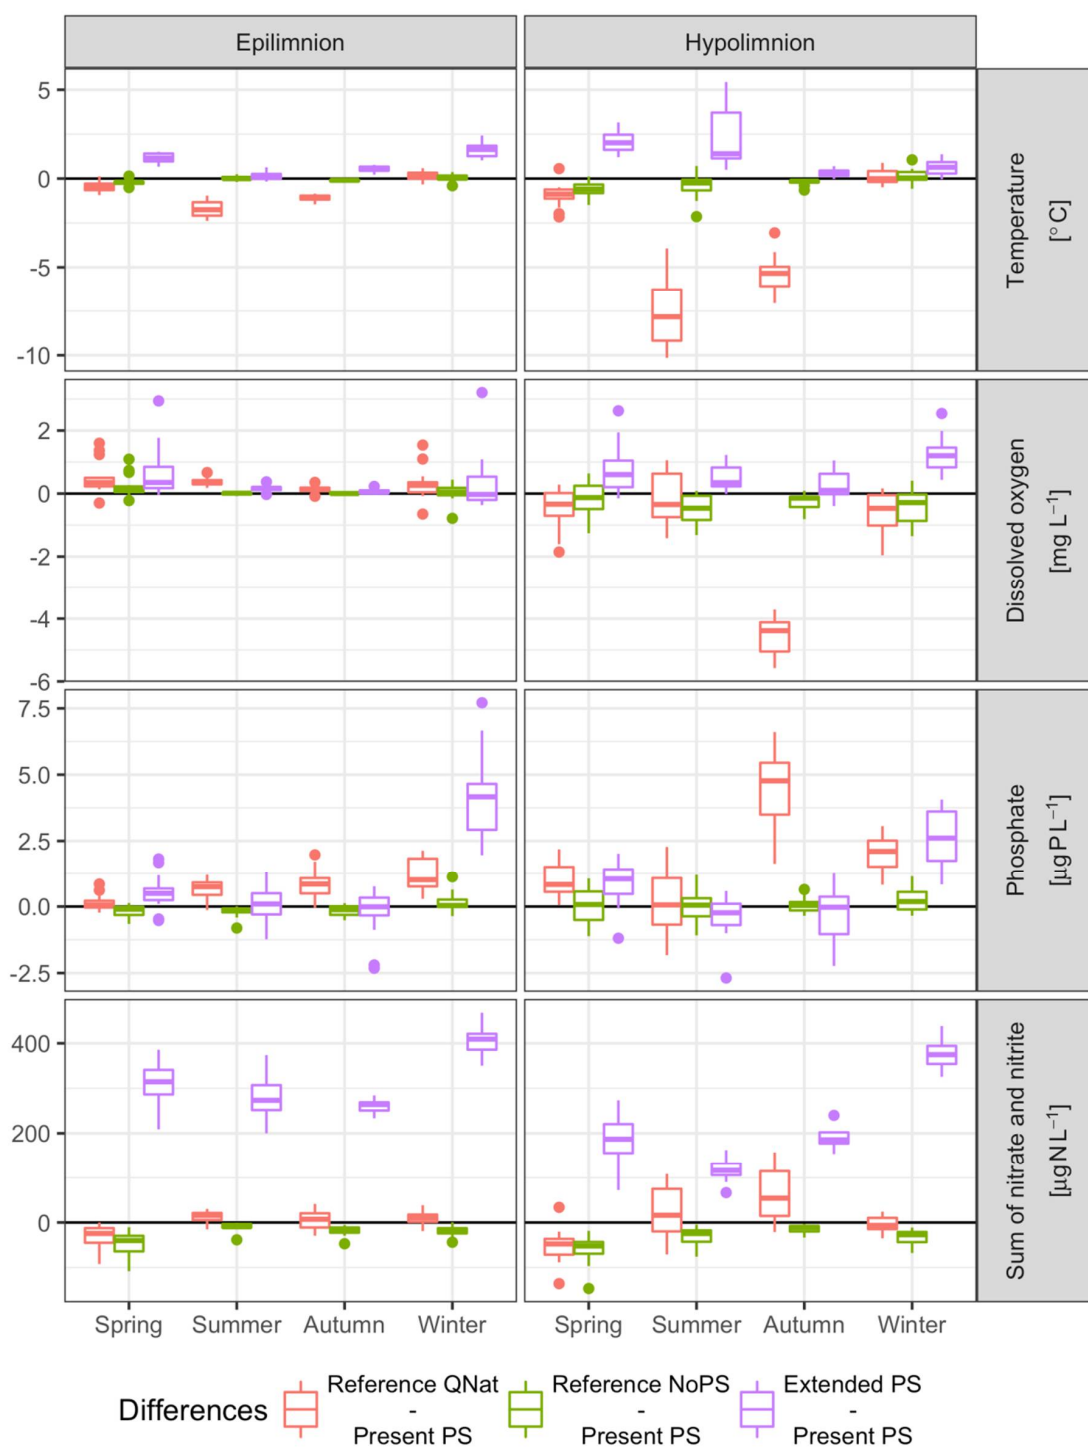 Epilimnion
Hypolimnion
5
0
-5
-10
Temperature
[°C]
2
0
-2
-4
-6
Dissolved oxygen
[mg L⁻¹]
7.5
5.0
2.5
0.0
-2.5
Phosphate
[µgPL⁻¹]
400
200
0
Sum of nitrate and nitrite
[µgNL⁻¹]
Spring Summer Autumn Winter
Spring Summer Autumn Winter
Differences
Reference QNat
-
Present PS
Reference NoPS
-
Present PS
Extended PS
-
Present PS